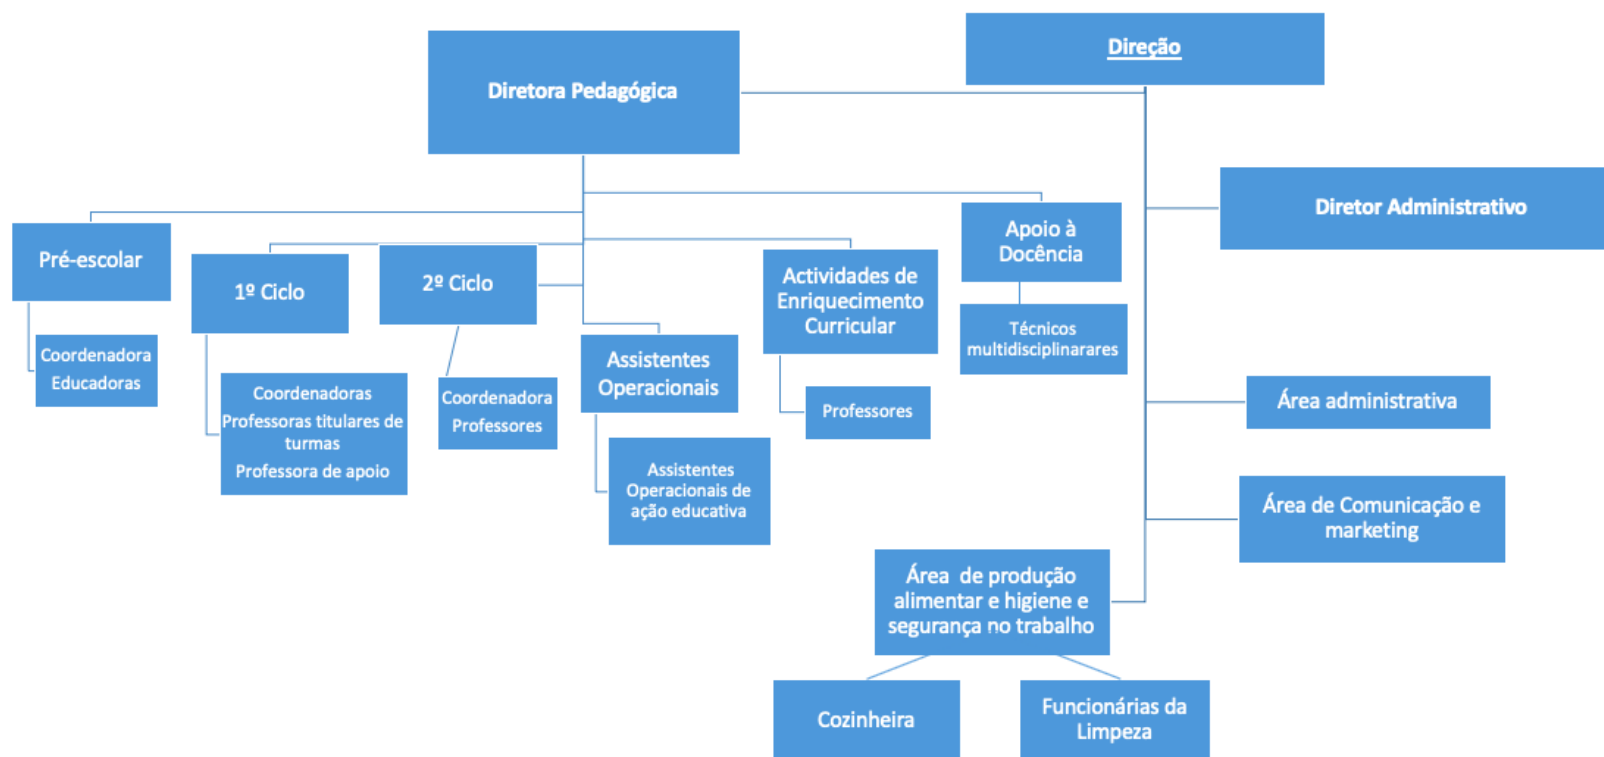 Direção
Diretora Pedagógica
Diretor Administrativo
Pré-escolar
1º Ciclo
2º Ciclo
Assistentes
Operacionais
Actividades de
Enriquecimento
Curricular
Apoio à
Docência
Coordenadora
Educadoras
Coordenadoras
Professoras titulares de
turmas
Professora de apoio
Coordenadora
Professores
Assistentes
Operacionais de
ação educativa
Professores
Técnicos
multidisciplinarares
Área administrativa
Área de Comunicação e
marketing
Área de produção
alimentar e higiene e
segurança no trabalho
Cozinheira
Funcionárias da
Limpeza